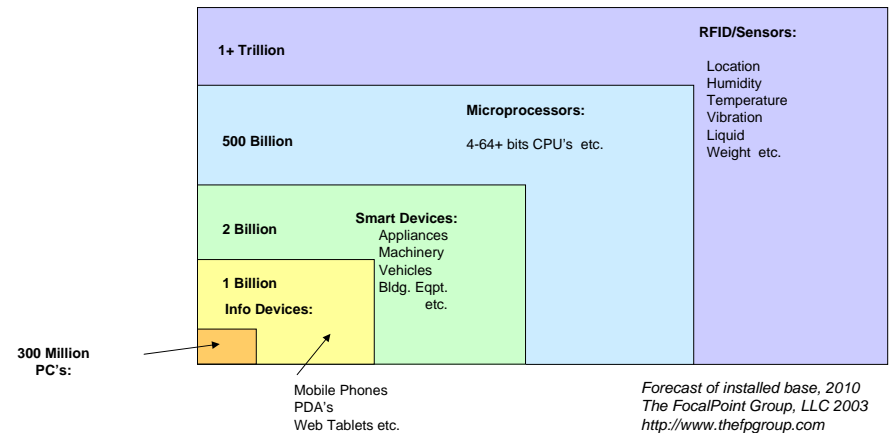 1+ Trillion
RFID/Sensors:
Location
Humidity
Temperature
Vibration
Liquid
Weight etc.
500 Billion
Microprocessors:
4-64+ bits CPU's etc.
2 Billion
Smart Devices:
Appliances
Machinery
Vehicles
Bldg. Eqpt.
etc.
1 Billion
Info Devices:
300 Million
PC's:
Mobile Phones
PDA's
Web Tablets etc.
Forecast of installed base, 2010
The FocalPoint Group, LLC 2003
http://www.thefpgroup.com